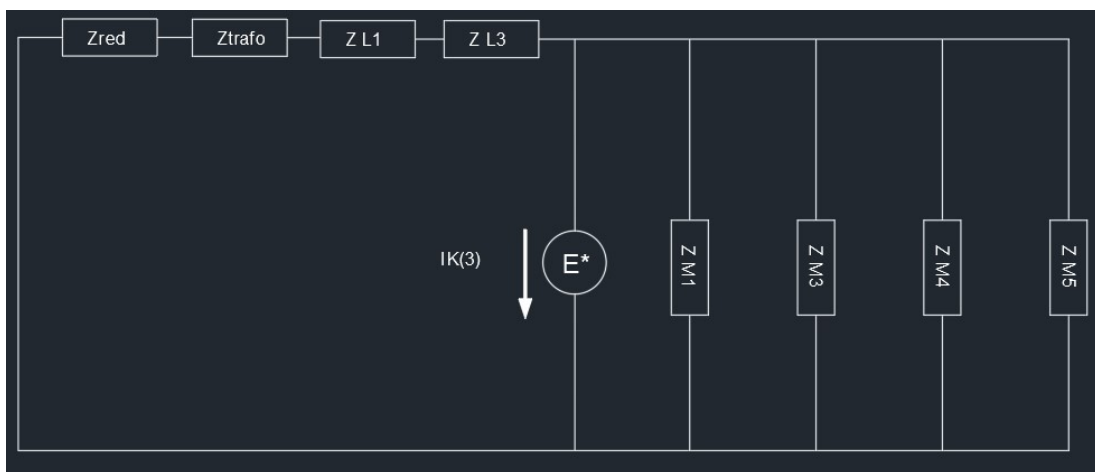 Zred
Ztrafo
Z L1
Z L3
IK(3)
E*
Z M1
Z M3
Z M4
Z M5